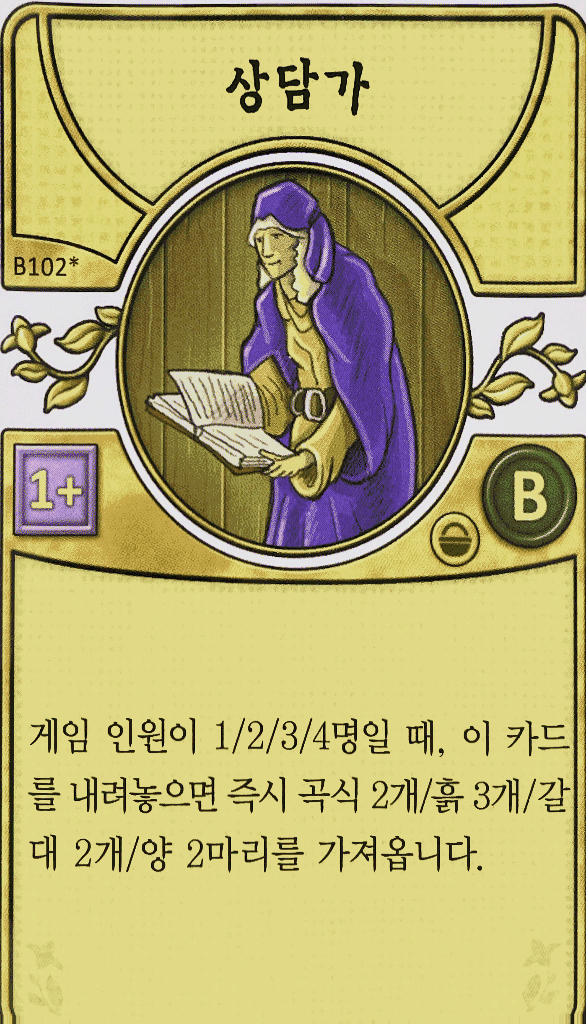 상담가
B102*
1+
B
게임 인원이 1/2/3/4명일 때, 이 카드
를 내려놓으면 즉시 곡식 2개/흙 3개/갈
대 2개/양 2마리를 가져옵니다.